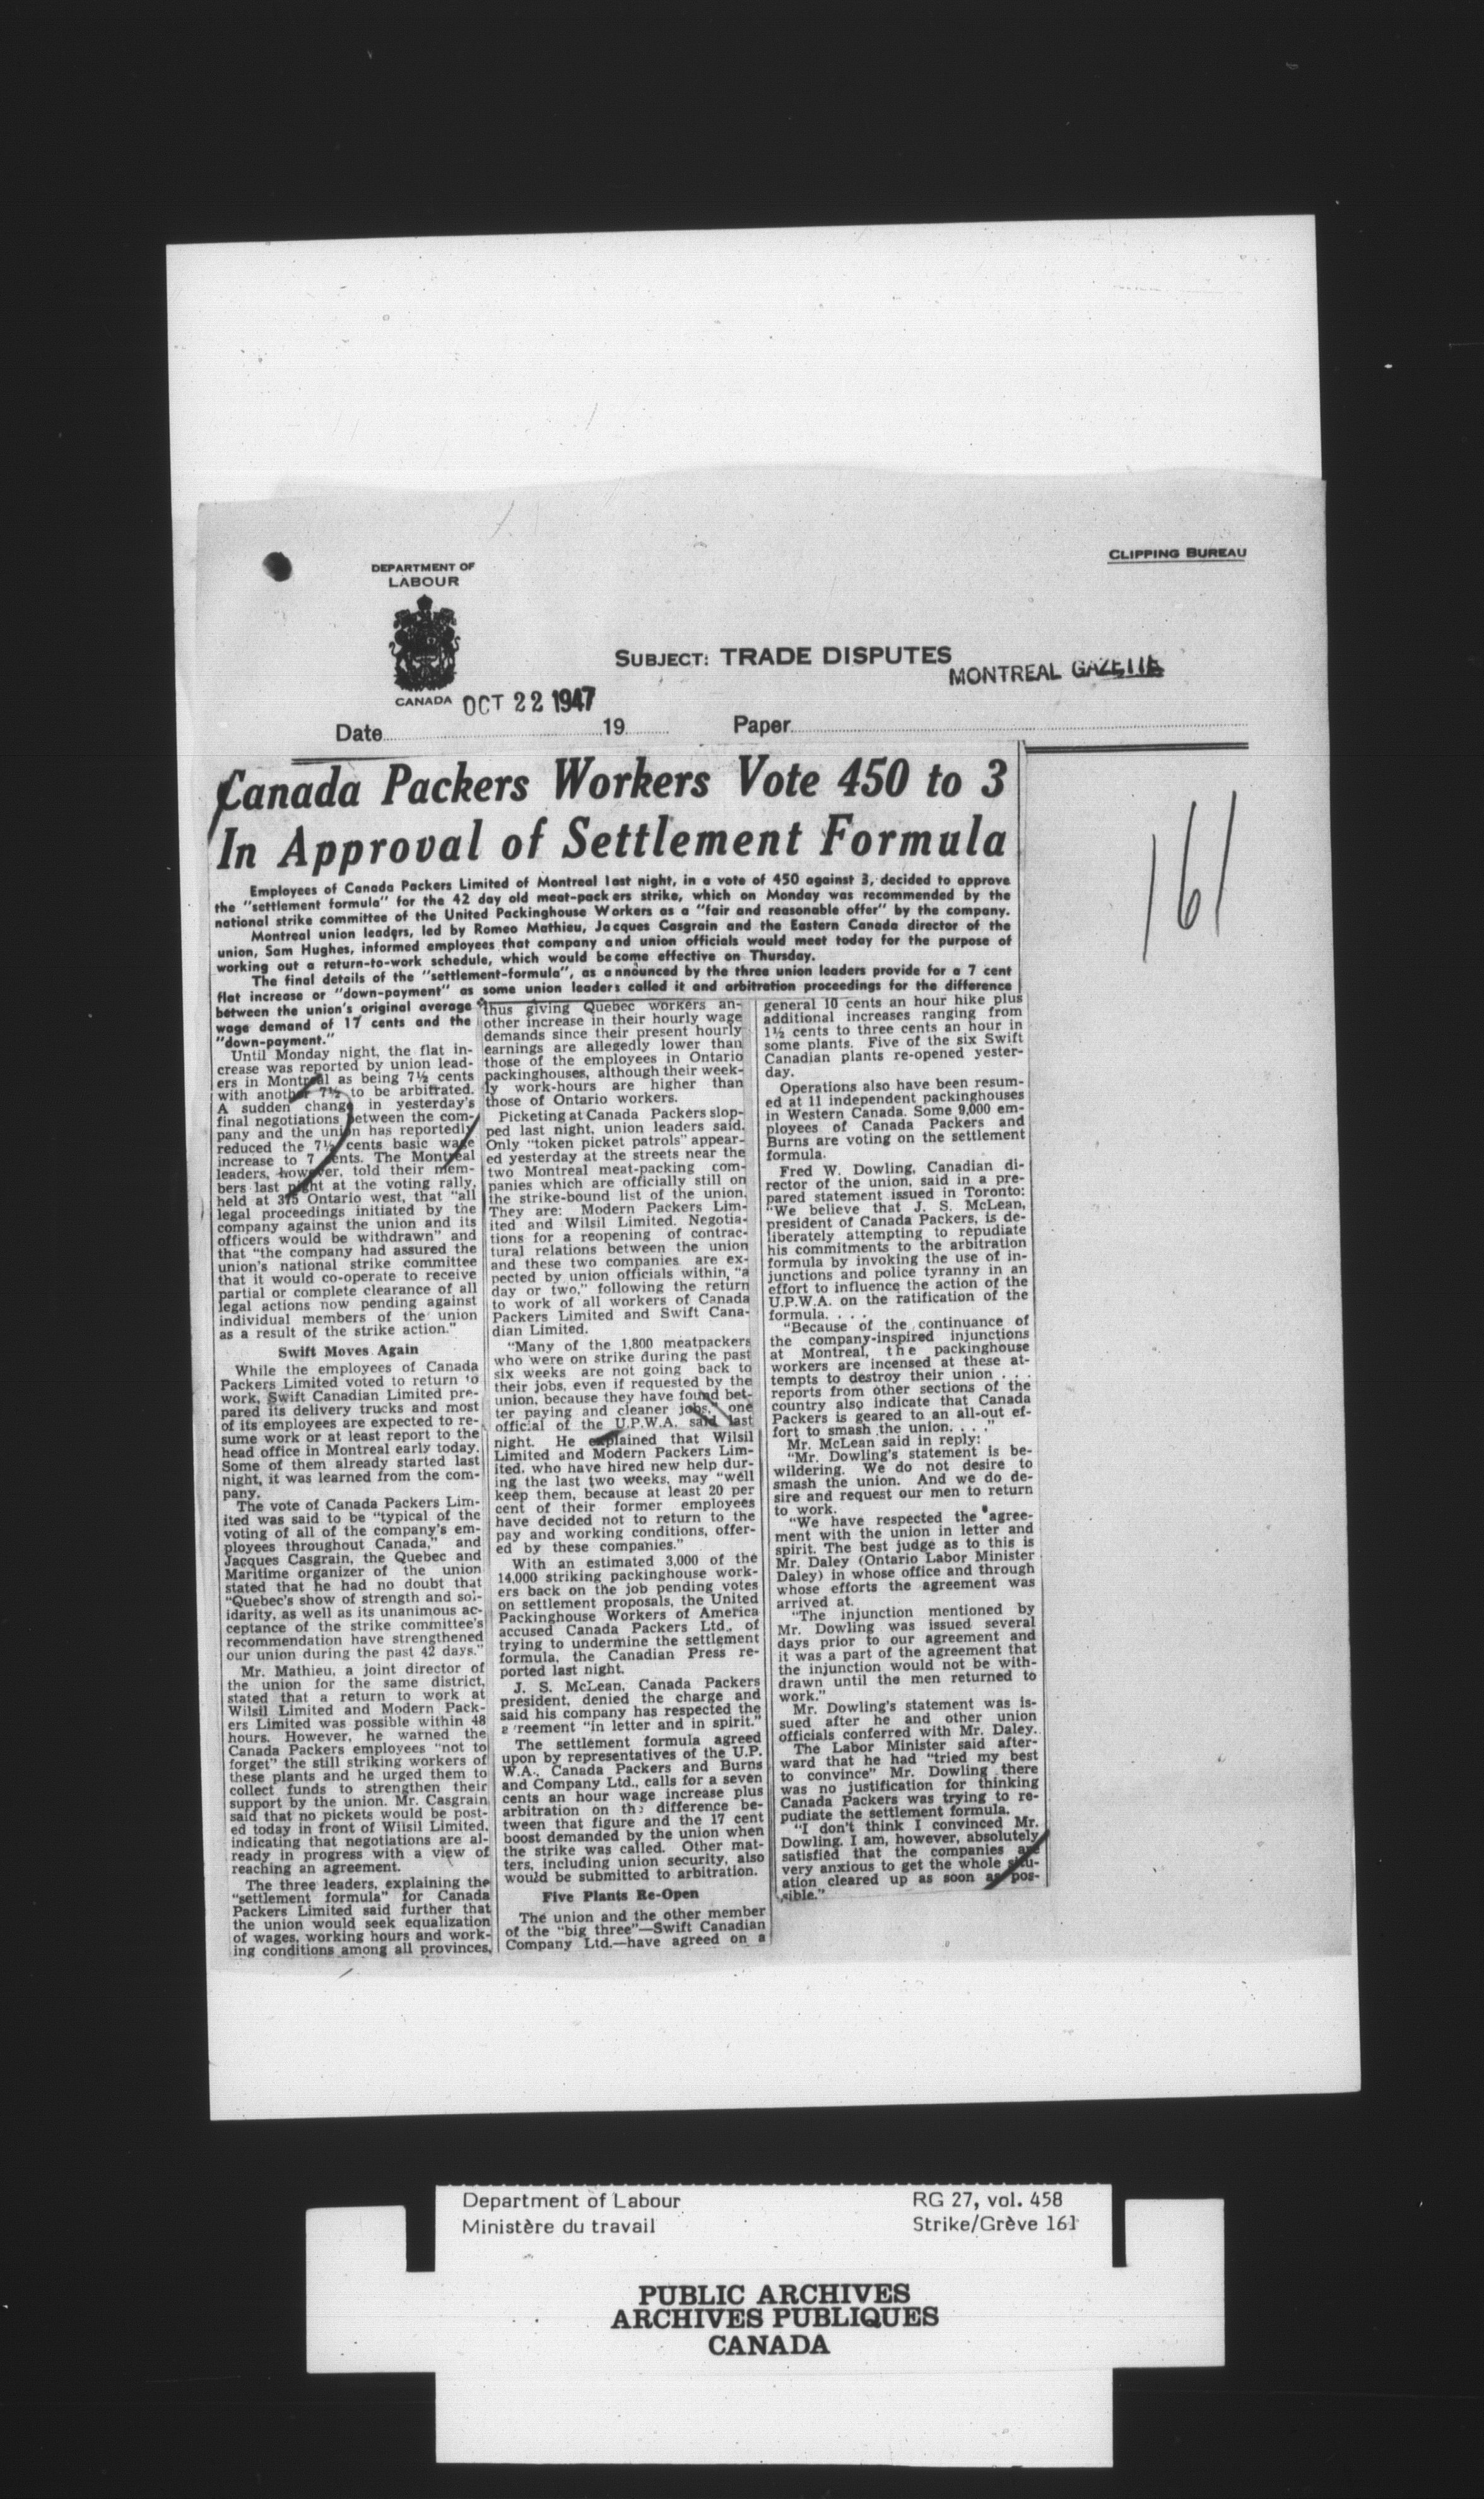 CLIPPING BUREAU
DEPARTMENT OF
LABOUR
CANADA
SUBJECT: TRADE DISPUTES
MONTREAL GAZETTE
OCT 22 1947
Date 19 Paper
161
Canada Packers Workers Vote 450 to 3
In Approval of Settlement Formula
Employees of Canada Packers Limited of Montreal last night, in a vote of 450 against 3, decided to approve
the "settlement formula" for the 42 day old meat-packers strike, which on Monday was recommended by the
national strike committee of the United Packinghouse Workers as a "fair and reasonable offer" by the company.
Montreal union leaders, led by Romeo Mathieu, Jacques Casgrain and the Eastern Canada director of the
union, Sam Hughes, informed employees that company and union officials would meet today for the purpose of
working out a return-to-work schedule, which would become effective on Thursday.
The final details of the "settlement-formula", as announced by the three union leaders provide for a 7 cent
flat increase or "down-payment" as some union leaders called it and arbitration proceedings for the difference
between the union's original average
wage demand of 17 cents and the
"down-payment."
Until Monday night, the flat in-
crease was reported by union lead-
ers in Montreal as being 7½ cents
with another 7½ to be arbitrated.
A sudden change in yesterday's
final negotiations between the com-
pany and the union has reportedly
reduced the 7½ cents basic wage
increase to 7 cents. The Montreal
leaders, however, told their mem-
bers last night at the voting rally,
held at 375 Ontario west, that "all
legal proceedings initiated by the
company against the union and its
officers would be withdrawn" and
that "the company had assured the
union's national strike committee
that it would co-operate to receive
partial or complete clearance of all
legal actions now pending against
individual members of the union
as a result of the strike action."
Swift Moves Again
While the employees of Canada
Packers Limited voted to return to
work, Swift Canadian Limited pre-
pared its delivery trucks and most
of its employees are expected to re-
sume work or at least report to the
head office in Montreal early today.
Some of them already started last
night, it was learned from the com-
pany.
The vote of Canada Packers Lim-
ited was said to be "typical of the
voting of all of the company's em-
ployees throughout Canada," and
Jacques Casgrain, the Quebec and
Maritime organizer of the union
stated that he had no doubt that
"Quebec's show of strength and sol-
idarity, as well as its unanimous ac-
ceptance of the strike committee's
recommendation have strengthened
our union during the past 42 days."
Mr. Mathieu, a joint director of
the union for the same district,
stated that a return to work at
Wilsil Limited and Modern Pack-
ers Limited was possible within 48
hours. However, he warned the
Canada Packers employees "not to
forget" the still striking workers of
these plants and he urged them to
collect funds to strengthen their
support by the union. Mr. Casgrain
said that no pickets would be post-
ed today in front of Wilsil Limited,
indicating that negotiations are al-
ready in progress with a view of
reaching an agreement.
The three leaders, explaining the
"settlement formula" for Canada
Packers Limited said further that
the union would seek equalization
of wages, working hours and work-
ing conditions among all provinces,
thus giving Quebec workers an-
other increase in their hourly wage
demands since their present hourly
earnings are allegedly lower than
those of the employees in Ontario
packinghouses, although their week-
ly work-hours are higher than
those of Ontario workers.
Picketing at Canada Packers slop-
ped last night, union leaders said.
Only "token picket patrols" appear-
ed yesterday at the streets near the
two Montreal meat-packing com-
panies which are officially still on
the strike-bound list of the union.
They are: Modern Packers Lim-
ited and Wilsil Limited. Negotia-
tions for a reopening of contrac-
tural relations between the union
and these two companies are ex-
pected by union officials within, "a
day or two," following the return
to work of all workers of Canada
Packers Limited and Swift Cana-
dian Limited.
"Many of the 1,800 meatpackers
who were on strike during the past
six weeks are not going back to
their jobs, even if requested by the
union, because they have found bet-
ter paying and cleaner jobs," one
official of the U.P.W.A. said last
night. He explained that Wilsil
Limited and Modern Packers Lim-
ited, who have hired new help dur-
ing the last two weeks, may "well
keep them, because at least 20 per
cent of their former employees
have decided not to return to the
pay and working conditions, offer-
ed by these companies."
With an estimated 3,000 of the
14,000 striking packinghouse work-
ers back on the job pending votes
on settlement proposals, the United
Packinghouse Workers of America
accused Canada Packers Ltd., of
trying to undermine the settlement
formula, the Canadian Press re-
ported last night.
J. S. McLean, Canada Packers
president, denied the charge and
said his company has respected the
a reement "in letter and in spirit."
The settlement formula agreed
upon by representatives of the U.P.
W.A., Canada Packers and Burns
and Company Ltd., calls for a seven
cents an hour wage increase plus
arbitration on the difference be-
tween that figure and the 17 cent
boost demanded by the union when
the strike was called. Other mat-
ters, including union security, also
would be submitted to arbitration.
Five Plants Re-Open
The union and the other member
of the "big three"—Swift Canadian
Company Ltd.—have agreed on a
general 10 cents an hour hike plus
additional increases ranging from
1½ cents to three cents an hour in
some plants. Five of the six Swift
Canadian plants re-opened yester-
day.
Operations also have been resum-
ed at 11 independent packinghouses
in Western Canada. Some 9,000 em-
ployees of Canada Packers and
Burns are voting on the settlement
formula.
Fred W. Dowling, Canadian di-
rector of the union, said in a pre-
pared statement issued in Toronto:
"We believe that J. S. McLean,
president of Canada Packers, is de-
liberately attempting to repudiate
his commitments to the arbitration
formula by invoking the use of in-
junctions and police tyranny in an
effort to influence the action of the
U.P.W.A. on the ratification of the
formula. . . .
"Because of the continuance of
the company-inspired injunctions
at Montreal, the packinghouse
workers are incensed at these at-
tempts to destroy their union . . .
reports from other sections of the
country also indicate that Canada
Packers is geared to an all-out ef-
fort to smash the union. . . ."
Mr. McLean said in reply:
"Mr. Dowling's statement is be-
wildering. We do not desire to
smash the union. And we do de-
sire and request our men to return
to work.
"We have respected the agree-
ment with the union in letter and
spirit. The best judge as to this is
Mr. Daley (Ontario Labor Minister
Daley) in whose office and through
whose efforts the agreement was
arrived at.
"The injunction mentioned by
Mr. Dowling was issued several
days prior to our agreement and
it was a part of the agreement that
the injunction would not be with-
drawn until the men returned to
work."
Mr. Dowling's statement was is-
sued after he and other union
officials conferred with Mr. Daley.
The Labor Minister said after-
ward that he had "tried my best
to convince" Mr. Dowling there
was no justification for thinking
Canada Packers was trying to re-
pudiate the settlement formula.
"I don't think I convinced Mr.
Dowling. I am, however, absolutely
satisfied that the companies are
very anxious to get the whole situ-
ation cleared up as soon as pos-
sible."
Department of Labour RG 27, vol. 458
Ministère du travail Strike/Grève 161
PUBLIC ARCHIVES
ARCHIVES PUBLIQUES
CANADA